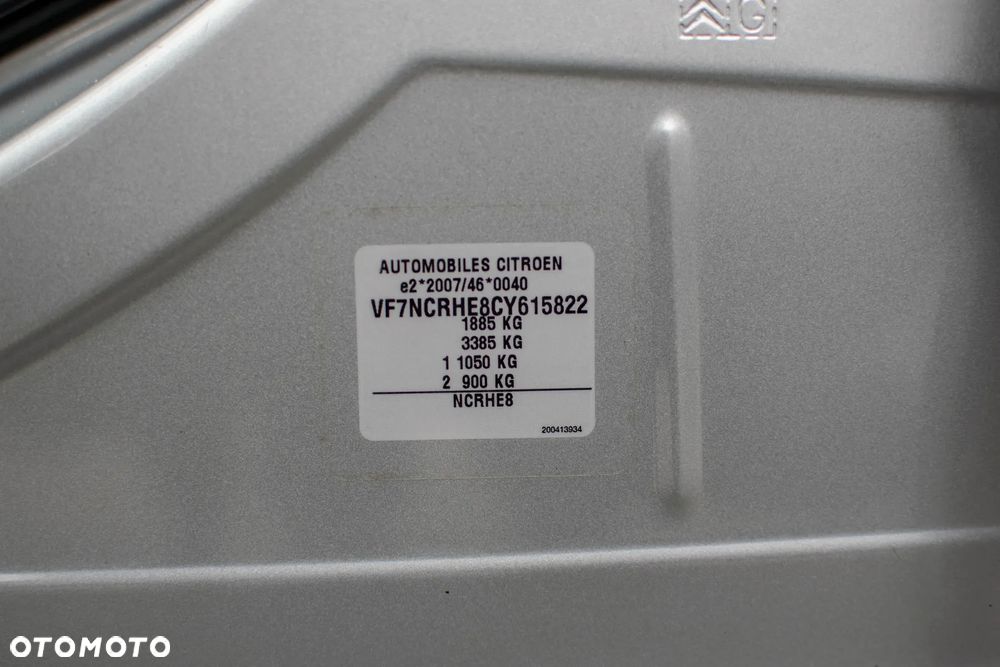 G
AUTOMOBILES CITROEN
e2*2007/46*0040
VF7NCRHE8CY615822
1885 KG
3385 KG
1 1050 KG
2 900 KG
NCRHE8
200413934
OTOMOTO